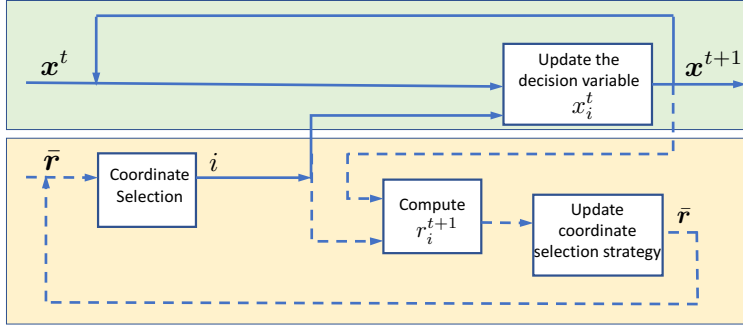 x^t
Update the
decision variable
x_i^t
x^{t+1}
r̄
Coordinate
Selection
i
Compute
r_i^{t+1}
Update
coordinate
selection strategy
r̄